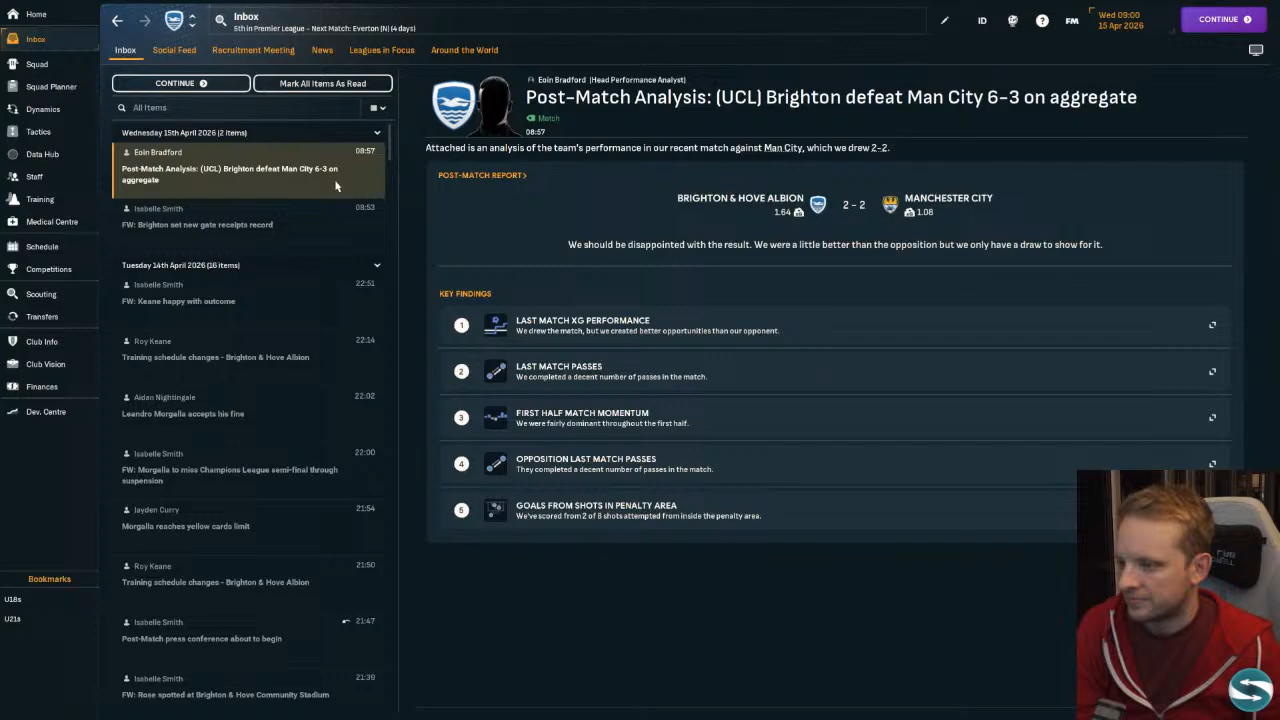 Home
Inbox
Squad
Squad Planner
Dynamics
Tactics
Data Hub
Staff
Training
Medical Centre
Schedule
Competitions
Scouting
Transfers
Club Info
Club Vision
Finances
Dev. Centre
Bookmarks
U18s
U21s
Inbox
5th in Premier League - Next Match: Everton (N) (4 days)
ID
?
FM
Wed 09:00
15 Apr 2026
CONTINUE
Inbox Social Feed Recruitment Meeting News Leagues in Focus Around the World
CONTINUE
Mark All Items As Read
All Items
Wednesday 15th April 2026 (2 items)
Eoin Bradford 08:57
Post-Match Analysis: (UCL) Brighton defeat Man City 6-3 on
aggregate
Isabelle Smith 08:53
FW: Brighton set new gate receipts record
Tuesday 14th April 2026 (16 items)
Isabelle Smith 22:51
FW: Keane happy with outcome
Roy Keane 22:14
Training schedule changes - Brighton & Hove Albion
Aidan Nightingale 22:02
Leandro Morgalla accepts his fine
Isabelle Smith 22:00
FW: Morgalla to miss Champions League semi-final through
suspension
Jayden Curry 21:54
Morgalla reaches yellow cards limit
Roy Keane 21:50
Training schedule changes - Brighton & Hove Albion
Isabelle Smith 21:47
Post-Match press conference about to begin
Isabelle Smith 21:39
FW: Rose spotted at Brighton & Hove Community Stadium
Eoin Bradford (Head Performance Analyst)
Post-Match Analysis: (UCL) Brighton defeat Man City 6-3 on aggregate
Match
08:57
Attached is an analysis of the team's performance in our recent match against Man City, which we drew 2-2.
POST-MATCH REPORT>
BRIGHTON & HOVE ALBION 2 - 2 MANCHESTER CITY
1.64 1.08
We should be disappointed with the result. We were a little better than the opposition but we only have a draw to show for it.
KEY FINDINGS
1 LAST MATCH XG PERFORMANCE
We drew the match, but we created better opportunities than our opponent.
2 LAST MATCH PASSES
We completed a decent number of passes in the match.
3 FIRST HALF MATCH MOMENTUM
We were fairly dominant throughout the first half.
4 OPPOSITION LAST MATCH PASSES
They completed a decent number of passes in the match.
5 GOALS FROM SHOTS IN PENALTY AREA
We've scored from 2 of 8 shots attempted from inside the penalty area.